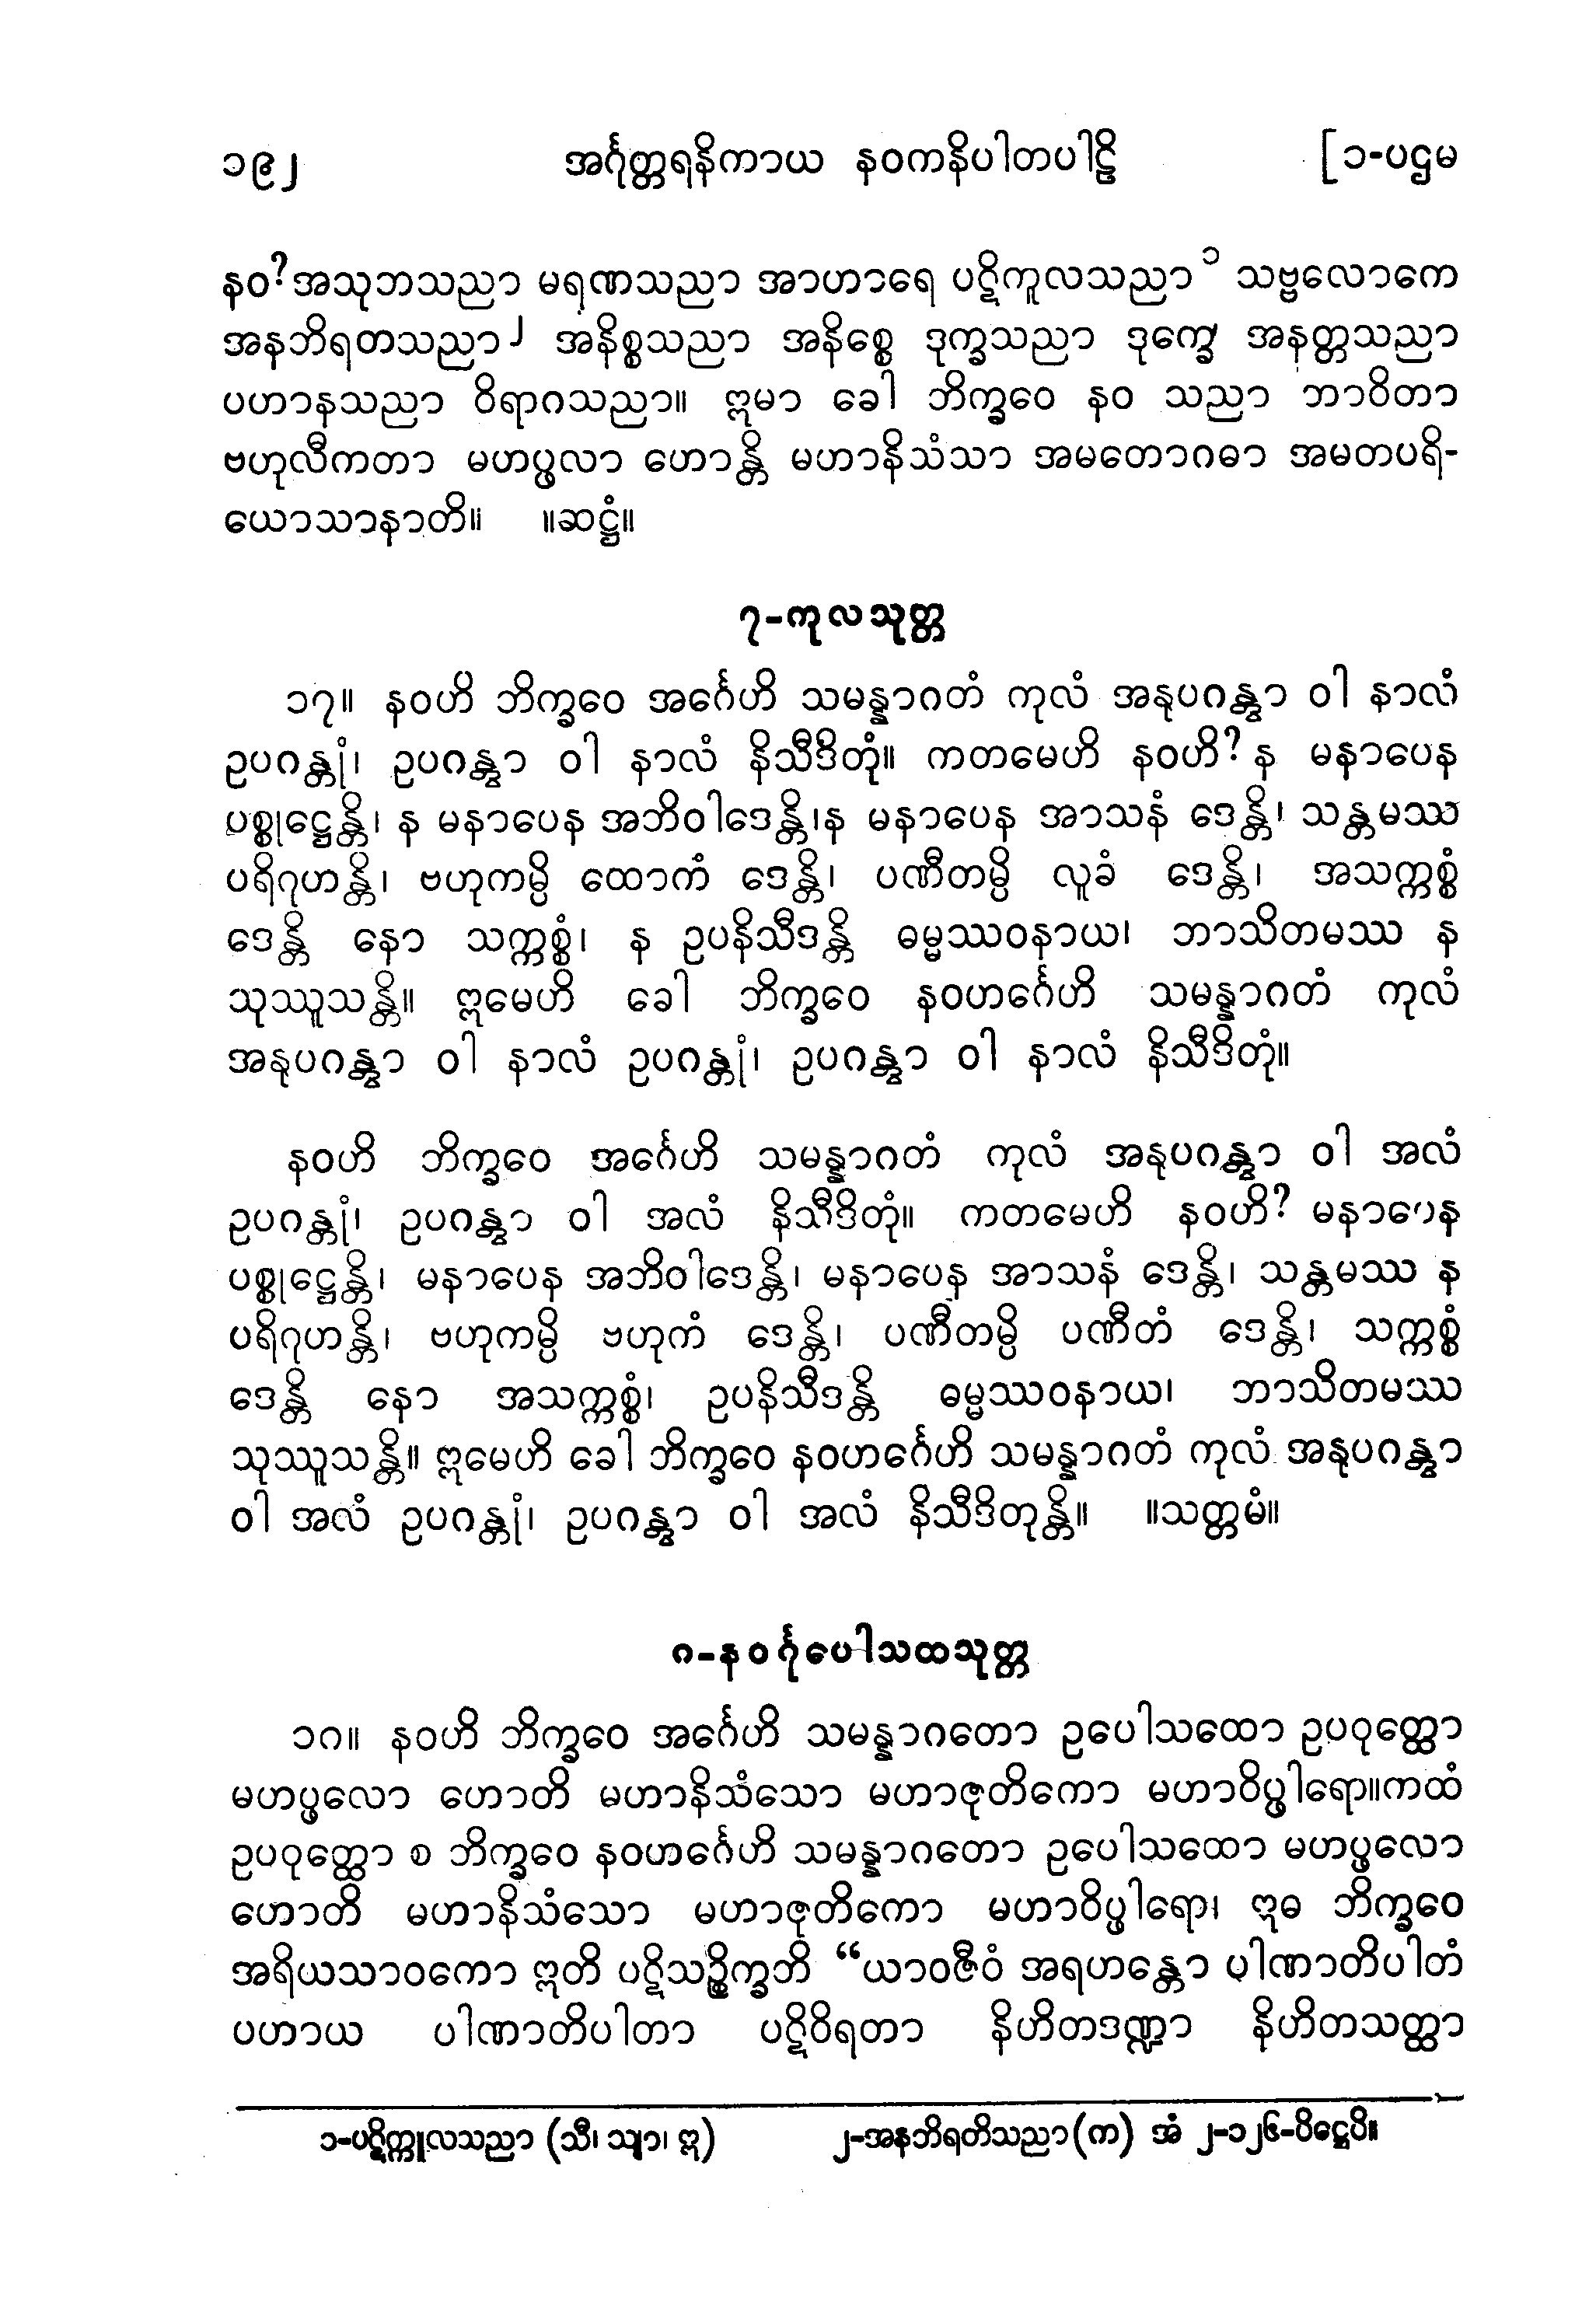 ၁၉၂ အင်္ဂုတ္တရနိကာယ နဝကနိပါတပါဠိ [၁-ပဌမ
နဝ?အသုဘသညာ မရဏသညာ အာဟာရေ ပဋိကူလသညာ ၁ သဗ္ဗလောကေ
အနဘိရတသညာ ၂ အနိစ္စသညာ အနိစ္စေ ဒုက္ခသညာ ဒုက္ခေ အနတ္တသညာ
ပဟာနသညာ ဝိရာဂသညာ။ ဣမာ ခေါ ဘိက္ခဝေ နဝ သညာ ဘာဝိတာ
ဗဟုလီကတာ မဟပ္ဖလာ ဟောန္တိ မဟာနိသံသာ အမတောဂဓာ အမတပရိ-
ယောသာနာတိ။ ။ဆဋ္ဌံ။
၇-ကုလသုတ္တ
၁၇။ နဝဟိ ဘိက္ခဝေ အင်္ဂေဟိ သမန္နာဂတံ ကုလံ အနုပဂန္တွာ ဝါ နာလံ
ဥပဂန္တုံ၊ ဥပဂန္တွာ ဝါ နာလံ နိသီဒိတုံ။ ကတမေဟိ နဝဟိ? န မနာပေန
ပစ္စုဋ္ဌေန္တိ၊ န မနာပေန အဘိဝါဒေန္တိ၊န မနာပေန အာသနံ ဒေန္တိ၊ သန္တမဿ
ပရိဂုဟန္တိ၊ ဗဟုကမ္ပိ ထောကံ ဒေန္တိ၊ ပဏီတမ္ပိ လူခံ ဒေန္တိ၊ အသက္ကစ္စံ
ဒေန္တိ နော သက္ကစ္စံ၊ န ဥပနိသီဒန္တိ ဓမ္မဿဝနာယ၊ ဘာသိတမဿ န
သုဿူသန္တိ။ ဣမေဟိ ခေါ ဘိက္ခဝေ နဝဟင်္ဂေဟိ သမန္နာဂတံ ကုလံ
အနုပဂန္တွာ ဝါ နာလံ ဥပဂန္တုံ၊ ဥပဂန္တွာ ဝါ နာလံ နိသီဒိတုံ။
နဝဟိ ဘိက္ခဝေ အင်္ဂေဟိ သမန္နာဂတံ ကုလံ အနုပဂန္တွာ ဝါ အလံ
ဥပဂန္တုံ၊ ဥပဂန္တွာ ဝါ အလံ နိသီဒိတုံ။ ကတမေဟိ နဝဟိ? မနာပေန
ပစ္စုဋ္ဌေန္တိ၊ မနာပေန အဘိဝါဒေန္တိ၊ မနာပေန အာသနံ ဒေန္တိ၊ သန္တမဿ န
ပရိဂုဟန္တိ၊ ဗဟုကမ္ပိ ဗဟုကံ ဒေန္တိ၊ ပဏီတမ္ပိ ပဏီတံ ဒေန္တိ၊ သက္ကစ္စံ
ဒေန္တိ နော အသက္ကစ္စံ၊ ဥပနိသီဒန္တိ ဓမ္မဿဝနာယ၊ ဘာသိတမဿ
သုဿူသန္တိ။ ဣမေဟိ ခေါ ဘိက္ခဝေ နဝဟင်္ဂေဟိ သမန္နာဂတံ ကုလံ အနုပဂန္တွာ
ဝါ အလံ ဥပဂန္တုံ၊ ဥပဂန္တွာ ဝါ အလံ နိသီဒိတုန္တိ။ ။သတ္တမံ။
၈-နဝင်္ဂုပေါသထသုတ္တ
၁၈။ နဝဟိ ဘိက္ခဝေ အင်္ဂေဟိ သမန္နာဂတော ဥပေါသထော ဥပဝုတ္ထော
မဟပ္ဖလော ဟောတိ မဟာနိသံသော မဟာဇုတိကော မဟာဝိပ္ဖါရော။ကထံ
ဥပဝုတ္ထော စ ဘိက္ခဝေ နဝဟင်္ဂေဟိ သမန္နာဂတော ဥပေါသထော မဟပ္ဖလော
ဟောတိ မဟာနိသံသော မဟာဇုတိကော မဟာဝိပ္ဖါရော၊ ဣဓ ဘိက္ခဝေ
အရိယသာဝကော ဣတိ ပဋိသဉ္စိက္ခတိ “ယာဝဇီဝံ အရဟန္တော ပါဏာတိပါတံ
ပဟာယ ပါဏာတိပါတာ ပဋိဝိရတာ နိဟိတဒဏ္ဍာ နိဟိတသတ္ထာ
၁-ပဋိက္ကူလသညာ (သီ၊ သျာ၊ ဣ) ၂-အနဘိရတိသညာ(က) အံ ၂-၁၂၆-ပိဋ္ဌေပိ။